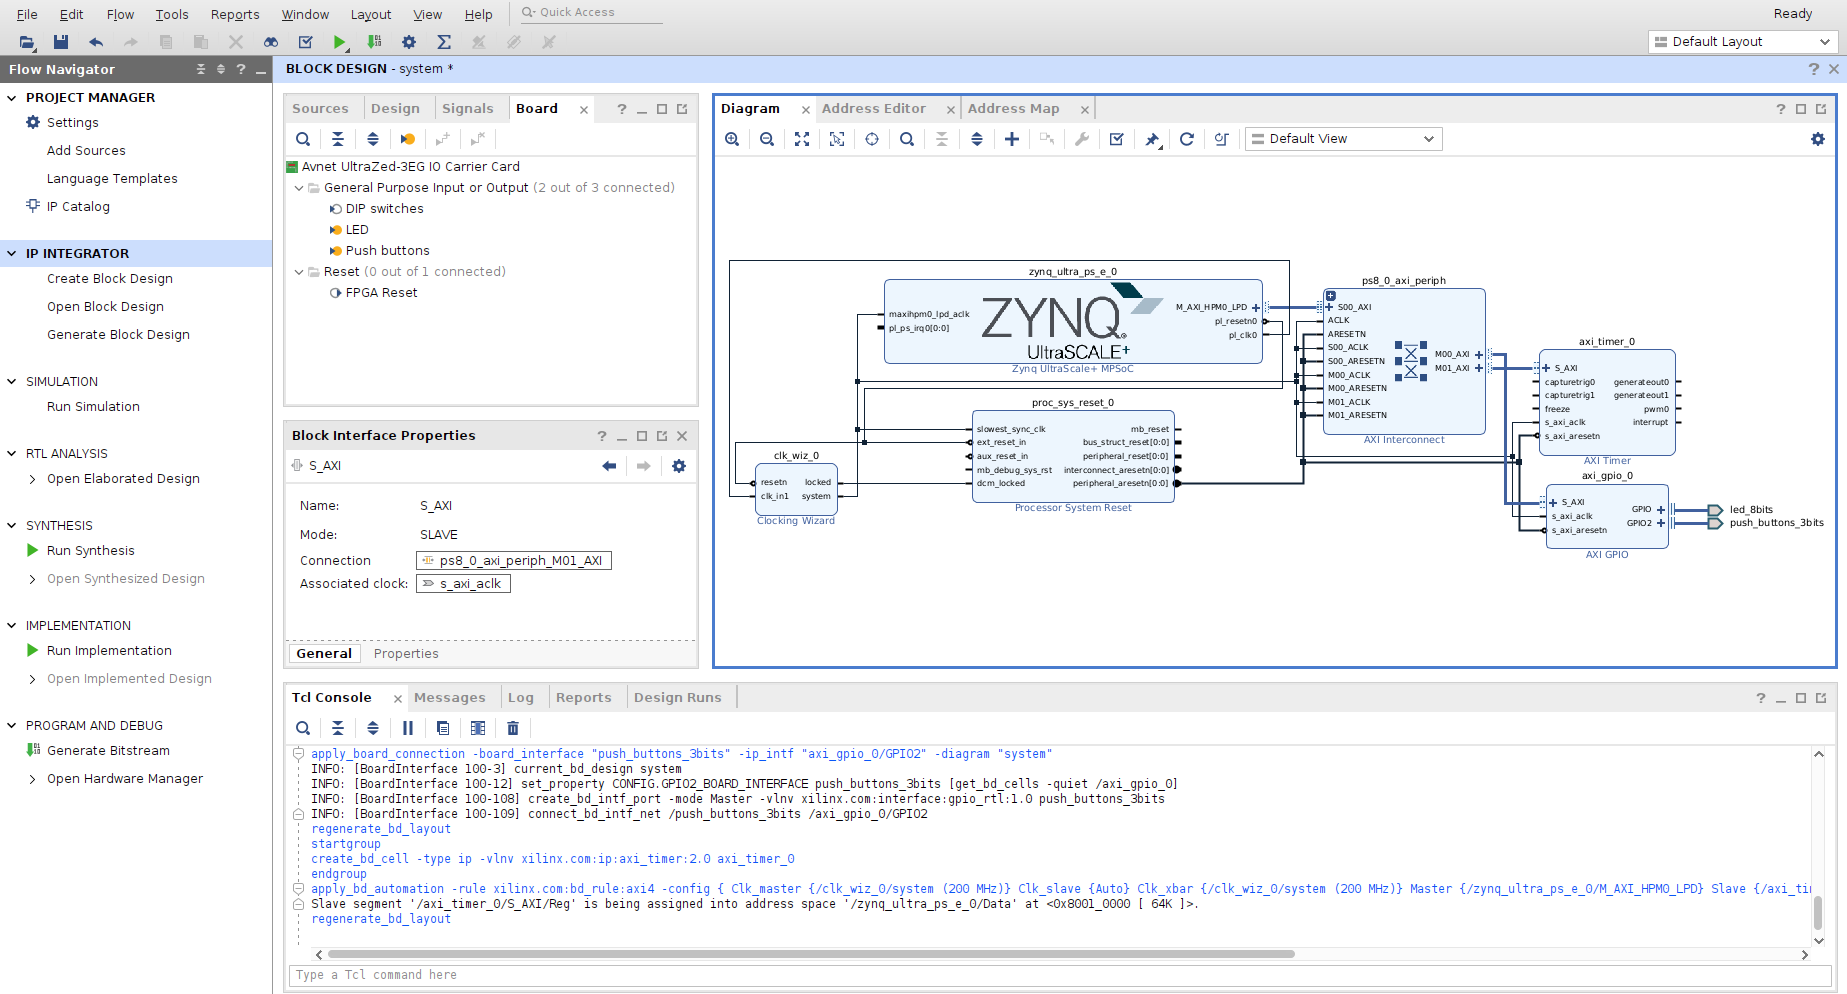 File Edit Flow Tools Reports Window Layout View Help Quick Access Ready
Default Layout
Flow Navigator ? _
PROJECT MANAGER
Settings
Add Sources
Language Templates
IP Catalog
IP INTEGRATOR
Create Block Design
Open Block Design
Generate Block Design
SIMULATION
Run Simulation
RTL ANALYSIS
Open Elaborated Design
SYNTHESIS
Run Synthesis
Open Synthesized Design
IMPLEMENTATION
Run Implementation
Open Implemented Design
PROGRAM AND DEBUG
Generate Bitstream
Open Hardware Manager
BLOCK DESIGN - system *
Sources Design Signals Board
Avnet UltraZed-3EG IO Carrier Card
General Purpose Input or Output (2 out of 3 connected)
DIP switches
LED
Push buttons
Reset (0 out of 1 connected)
FPGA Reset
Block Interface Properties
S_AXI
Name: S_AXI
Mode: SLAVE
Connection ps8_0_axi_periph_M01_AXI
Associated clock: s_axi_aclk
General Properties
Diagram Address Editor Address Map
Default View
zynq_ultra_ps_e_0
maxihpm0_lpd_aclk
pl_ps_irq0[0:0]
ZYNQ
UltraSCALE+
M_AXI_HPM0_LPD
pl_resetn0
pl_clk0
Zynq UltraScale+ MPSoC
proc_sys_reset_0
slowest_sync_clk
ext_reset_in
aux_reset_in
mb_debug_sys_rst
dcm_locked
mb_reset
bus_struct_reset[0:0]
peripheral_reset[0:0]
interconnect_aresetn[0:0]
peripheral_aresetn[0:0]
Processor System Reset
clk_wiz_0
resetn locked
clk_in1 system
Clocking Wizard
ps8_0_axi_periph
S00_AXI
ACLK
ARESETN
S00_ACLK
S00_ARESETN
M00_ACLK
M00_ARESETN
M01_ACLK
M01_ARESETN
M00_AXI
M01_AXI
AXI Interconnect
axi_timer_0
S_AXI
capturetrig0 generateout0
capturetrig1 generateout1
freeze pwm0
s_axi_aclk interrupt
s_axi_aresetn
AXI Timer
axi_gpio_0
S_AXI
s_axi_aclk
s_axi_aresetn
GPIO
GPIO2
AXI GPIO
led_8bits
push_buttons_3bits
Tcl Console Messages Log Reports Design Runs
apply_board_connection -board_interface "push_buttons_3bits" -ip_intf "axi_gpio_0/GPIO2" -diagram "system"
INFO: [BoardInterface 100-3] current_bd_design system
INFO: [BoardInterface 100-12] set_property CONFIG.GPIO2_BOARD_INTERFACE push_buttons_3bits [get_bd_cells -quiet /axi_gpio_0]
INFO: [BoardInterface 100-108] create_bd_intf_port -mode Master -vlnv xilinx.com:interface:gpio_rtl:1.0 push_buttons_3bits
INFO: [BoardInterface 100-109] connect_bd_intf_net /push_buttons_3bits /axi_gpio_0/GPIO2
regenerate_bd_layout
startgroup
create_bd_cell -type ip -vlnv xilinx.com:ip:axi_timer:2.0 axi_timer_0
endgroup
apply_bd_automation -rule xilinx.com:bd_rule:axi4 -config { Clk_master {/clk_wiz_0/system (200 MHz)} Clk_slave {Auto} Clk_xbar {/clk_wiz_0/system (200 MHz)} Master {/zynq_ultra_ps_e_0/M_AXI_HPM0_LPD} Slave {/axi_ti
Slave segment '/axi_timer_0/S_AXI/Reg' is being assigned into address space '/zynq_ultra_ps_e_0/Data' at <0x8001_0000 [ 64K ]>.
regenerate_bd_layout
Type a Tcl command here